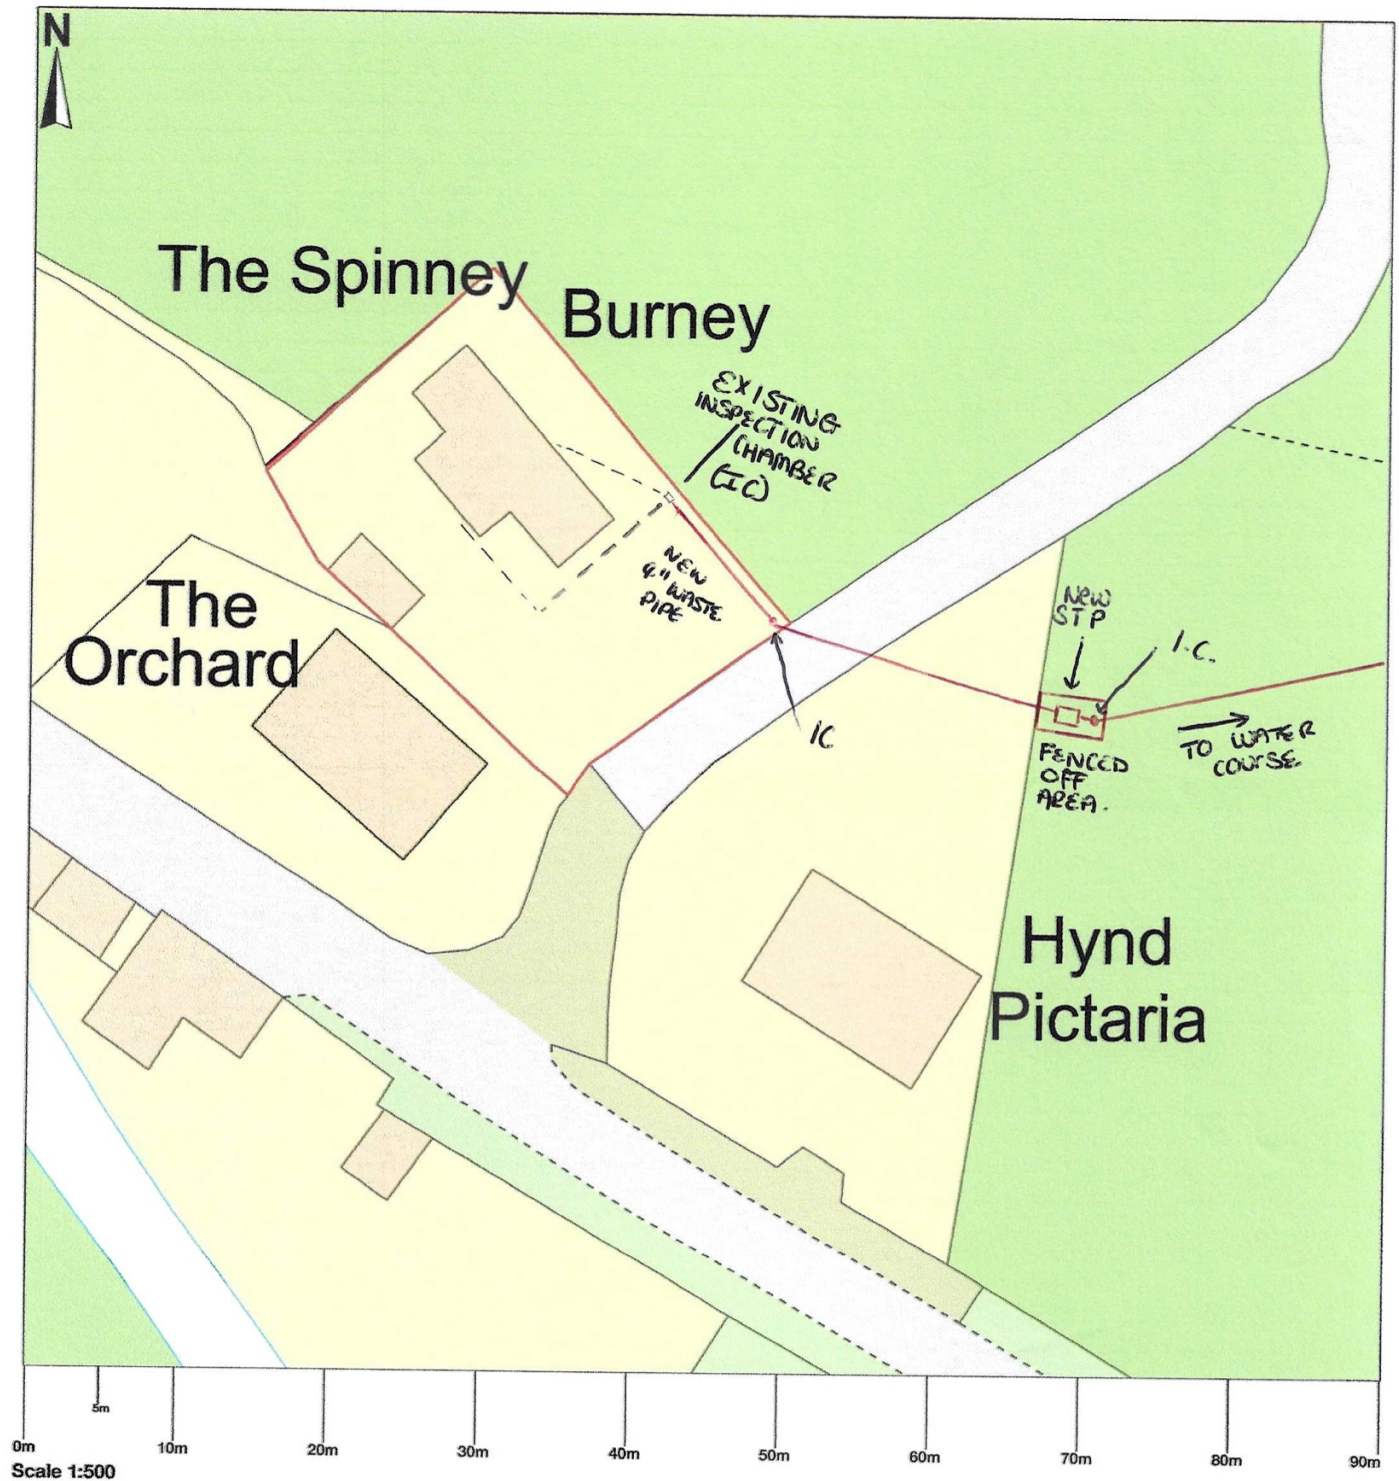 N
The Spinney
Burney
EXISTING
INSPECTION
CHAMBER
(IC)
NEW
4" WASTE
PIPE
The
Orchard
NEW
STP
I.C.
IC
TO WATER
COURSE
FENCED
OFF
AREA.
Hynd
Pictaria
5m
0m 10m 20m 30m 40m 50m 60m 70m 80m 90m
Scale 1:500